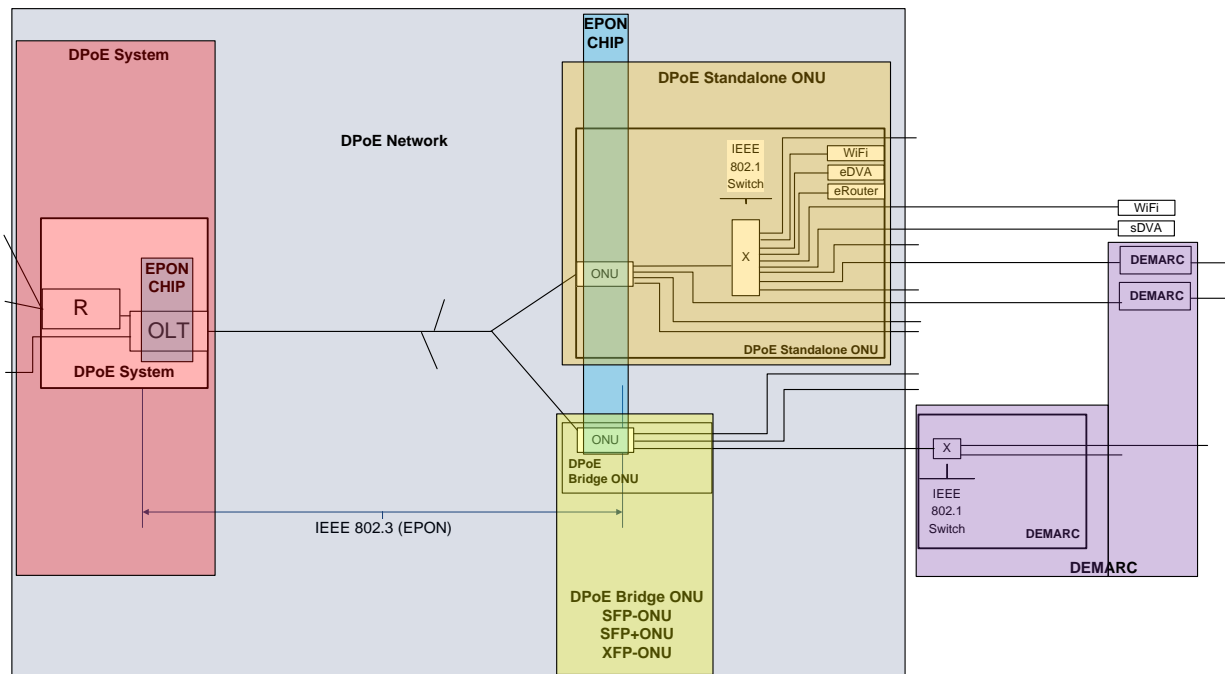 EPON
CHIP
DPoE System
DPoE Standalone ONU
DPoE Network
IEEE
802.1
Switch
WiFi
eDVA
eRouter
WiFi
sDVA
X
ONU
DEMARC
DEMARC
EPON
CHIP
R
OLT
DPoE System
DPoE Standalone ONU
ONU
DPoE
Bridge ONU
X
IEEE
802.1
Switch
DEMARC
IEEE 802.3 (EPON)
DEMARC
DPoE Bridge ONU
SFP-ONU
SFP+ONU
XFP-ONU